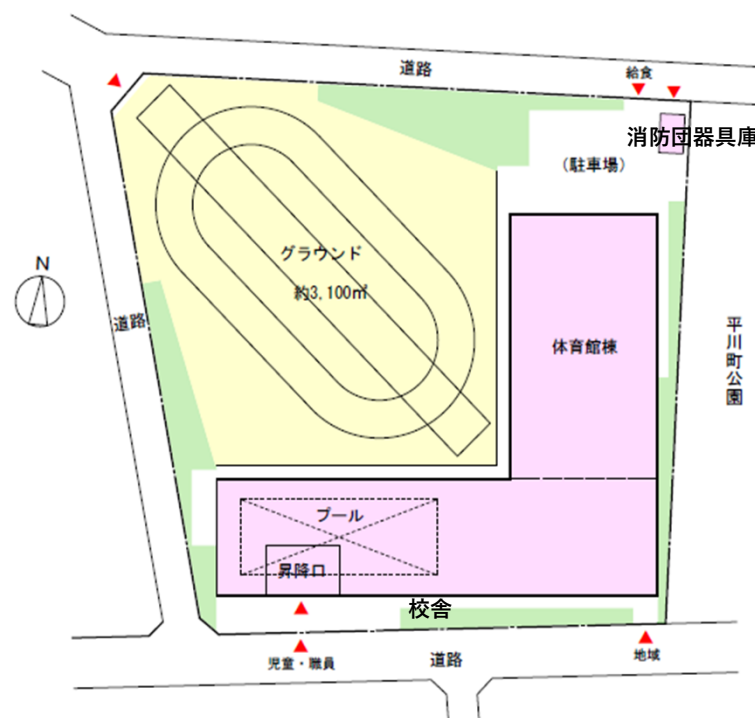 道路
給食
消防団器具庫
（駐車場）
N
グラウンド
約3,100㎡
道路
体育館棟
平川町公園
プール
昇降口
校舎
児童・職員
道路
地域